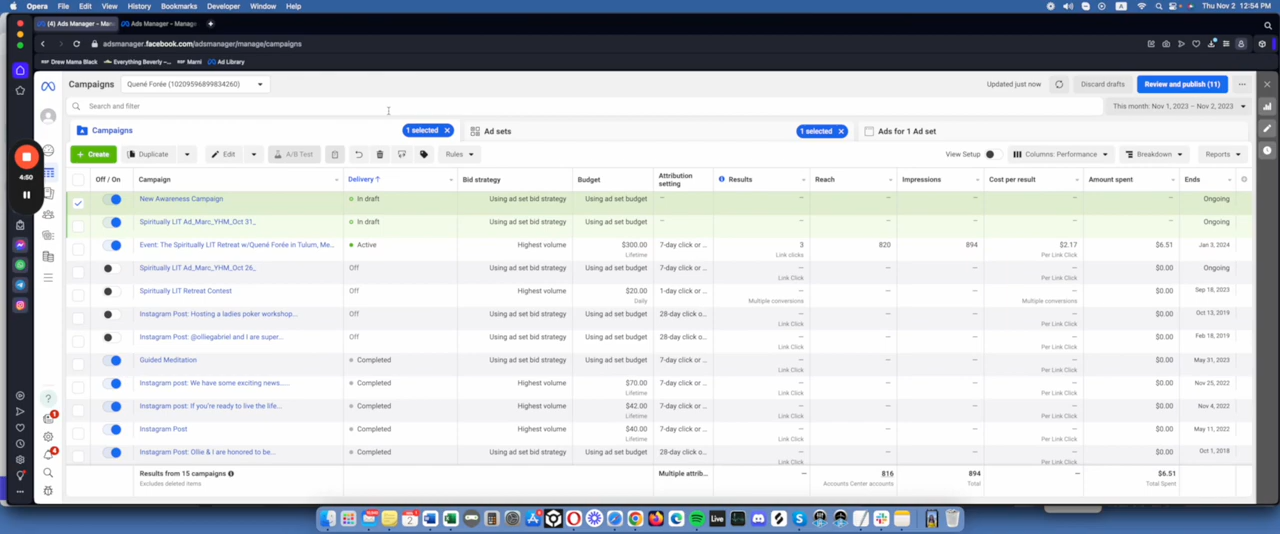 Opera File Edit View History Bookmarks Developer Window Help Thu Nov 2 12:54 PM
(4) Ads Manager - Mana Ads Manager - Manage
adsmanager.facebook.com/adsmanager/manage/campaigns
Drew Mama Black Everything Beverly –... Marni Ad Library
Campaigns Quené Forée (10209596899834260) Updated just now Discard drafts Review and publish (11)
Search and filter This month: Nov 1, 2023 – Nov 2, 2023
Campaigns 1 selected Ad sets 1 selected Ads for 1 Ad set
+ Create Duplicate Edit A/B Test Rules View Setup Columns: Performance Breakdown Reports
4:50
Off / On Campaign Delivery ↑ Bid strategy Budget Attribution setting Results Reach Impressions Cost per result Amount spent Ends
New Awareness Campaign In draft Using ad set bid strategy Using ad set budget — — Ongoing
Spiritually LIT Ad_Marc_YHM_Oct 31_ In draft Using ad set bid strategy Using ad set budget — — Ongoing
Event: The Spiritually LIT Retreat w/Quené Forée in Tulum, Me... Active Highest volume $300.00 7-day click or ... 3 820 894 $2.17 $6.51 Jan 3, 2024
Lifetime Link clicks Per Link Click
Spiritually LIT Ad_Marc_YHM_Oct 26_ Off Using ad set bid strategy Using ad set budget 7-day click or ... — — — — $0.00 Ongoing
Link Click Per Link Click
Spiritually LIT Retreat Contest Off Highest volume $20.00 1-day click or ... — — — — $0.00 Sep 18, 2023
Daily Multiple conversions Multiple conversions
Instagram Post: Hosting a ladies poker workshop... Off Using ad set bid strategy Using ad set budget 28-day click or ... — — — — $0.00 Oct 13, 2019
Link Click Per Link Click
Instagram Post: @olliegabriel and I are super... Off Using ad set bid strategy Using ad set budget 28-day click or ... — — — — $0.00 Feb 18, 2019
Link Click Per Link Click
Guided Meditation Completed Using ad set bid strategy Using ad set budget 7-day click or ... — — — — $0.00 May 31, 2023
Link Click Per Link Click
Instagram post: We have some exciting news...... Completed Highest volume $70.00 7-day click or ... — — — — $0.00 Nov 25, 2022
Lifetime Link Click Per Link Click
Instagram post: If you're ready to live the life... Completed Highest volume $42.00 7-day click or ... — — — — $0.00 Nov 4, 2022
Lifetime Link Click Per Link Click
Instagram Post Completed Highest volume $40.00 7-day click or ... — — — — $0.00 May 11, 2022
Lifetime Link Click Per Link Click
Instagram Post: Ollie & I are honored to be... Completed Using ad set bid strategy Using ad set budget 28-day click or ... — — — — $0.00 Oct 1, 2018
Link Click Per Link Click
Results from 15 campaigns Multiple attrib... — 816 894 — $6.51
Excludes deleted items Accounts Center accounts Total Total Spent